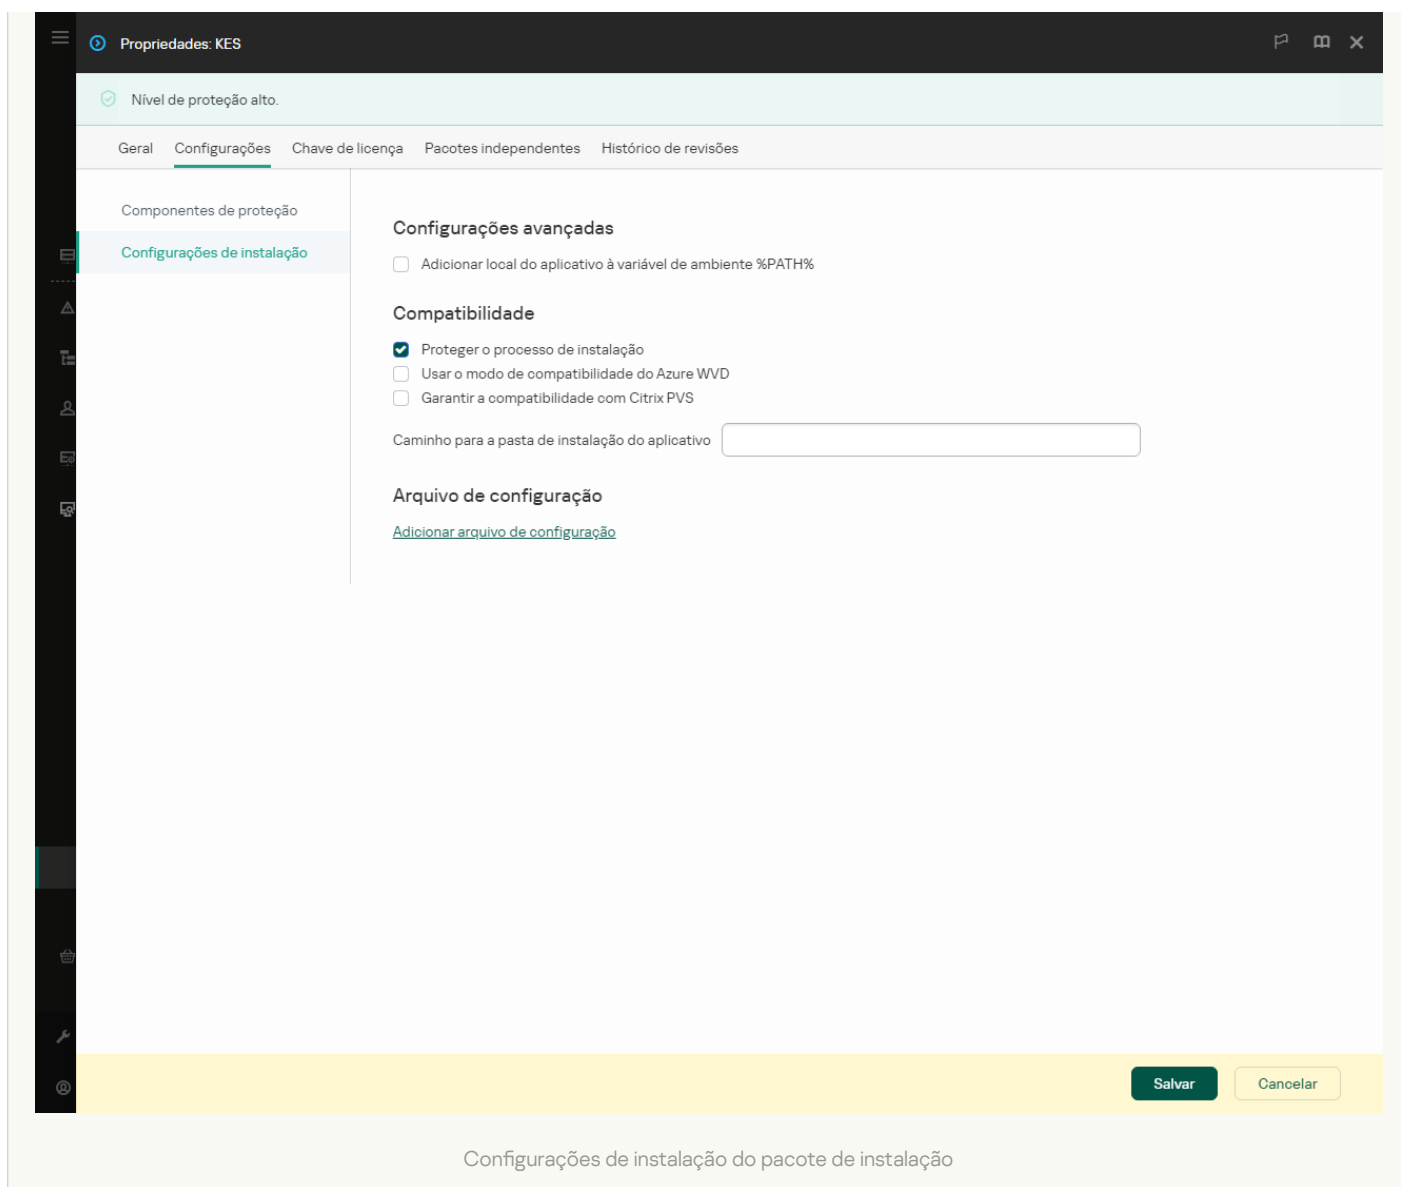 Propriedades: KES
Nível de proteção alto.
Geral Configurações Chave de licença Pacotes independentes Histórico de revisões
Componentes de proteção
Configurações de instalação
Configurações avançadas
Adicionar local do aplicativo à variável de ambiente %PATH%
Compatibilidade
Proteger o processo de instalação
Usar o modo de compatibilidade do Azure WVD
Garantir a compatibilidade com Citrix PVS
Caminho para a pasta de instalação do aplicativo
Arquivo de configuração
Adicionar arquivo de configuração
Salvar Cancelar
Configurações de instalação do pacote de instalação